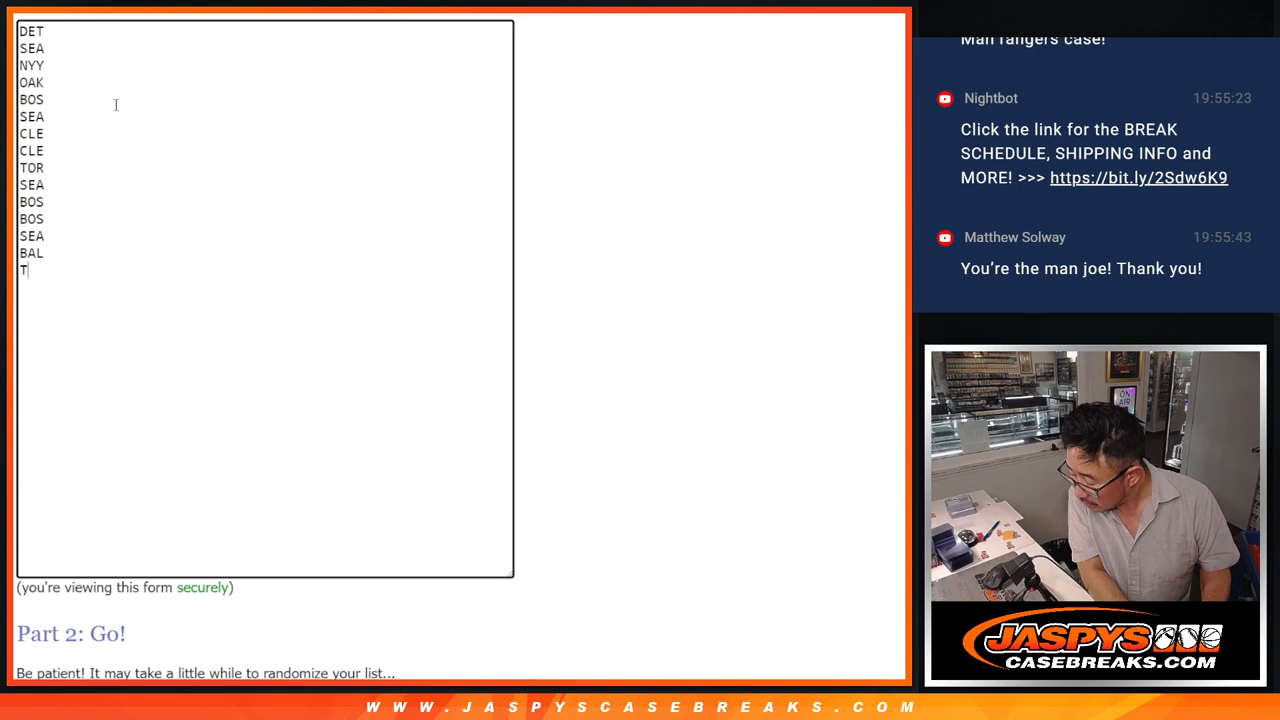 DET
SEA
NYY
OAK
BOS
SEA
CLE
CLE
TOR
SEA
BOS
BOS
SEA
BAL
T
(you're viewing this form securely)
Part 2: Go!
Be patient! It may take a little while to randomize your list...
Man rangers case!
Nightbot 19:55:23
Click the link for the BREAK
SCHEDULE, SHIPPING INFO and
MORE! >>> https://bit.ly/2Sdw6K9
Matthew Solway 19:55:43
You're the man joe! Thank you!
ON
AIR
JASPYS
CASEBREAKS.COM
WWW.JASPYSCASEBREAKS.COM